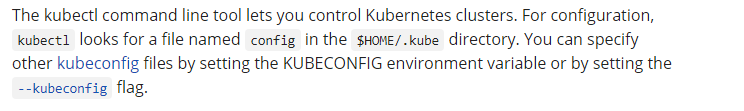 The kubectl command line tool lets you control Kubernetes clusters. For configuration,
kubectl looks for a file named config in the $HOME/.kube directory. You can specify
other kubeconfig files by setting the KUBECONFIG environment variable or by setting the
--kubeconfig flag.